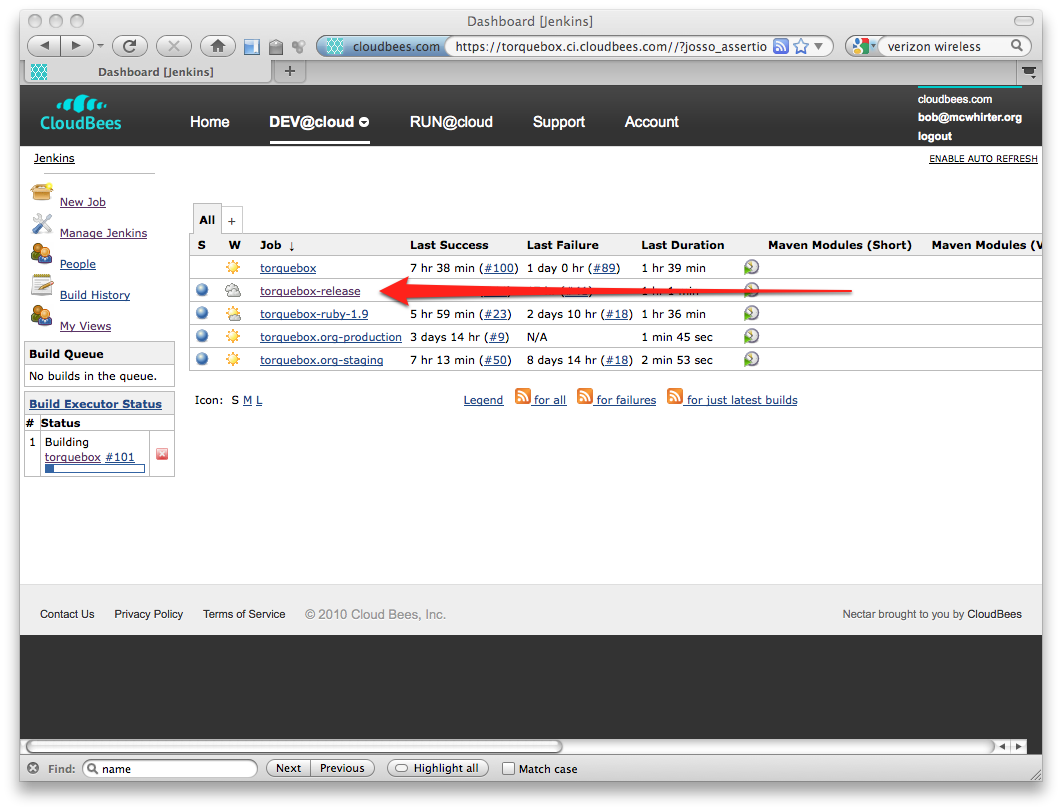 Dashboard [Jenkins]
cloudbees.com https://torquebox.ci.cloudbees.com//?josso_assertio verizon wireless
Dashboard [Jenkins] +
CloudBees
Home DEV@cloud RUN@cloud Support Account
cloudbees.com
bob@mcwhirter.org
logout
Jenkins
ENABLE AUTO REFRESH
New Job
Manage Jenkins
People
Build History
My Views
Build Queue
No builds in the queue.
Build Executor Status
# Status
1 Building
torquebox #101
All +
S W Job ↓ Last Success Last Failure Last Duration Maven Modules (Short) Maven Modules (V
torquebox 7 hr 38 min (#100) 1 day 0 hr (#89) 1 hr 39 min
torquebox-release
torquebox-ruby-1.9 5 hr 59 min (#23) 2 days 10 hr (#18) 1 hr 36 min
torquebox.org-production 3 days 14 hr (#9) N/A 1 min 45 sec
torquebox.org-staging 7 hr 13 min (#50) 8 days 14 hr (#18) 2 min 53 sec
Icon: S M L Legend for all for failures for just latest builds
Contact Us Privacy Policy Terms of Service © 2010 Cloud Bees, Inc. Nectar brought to you by CloudBees
Find: name Next Previous Highlight all Match case